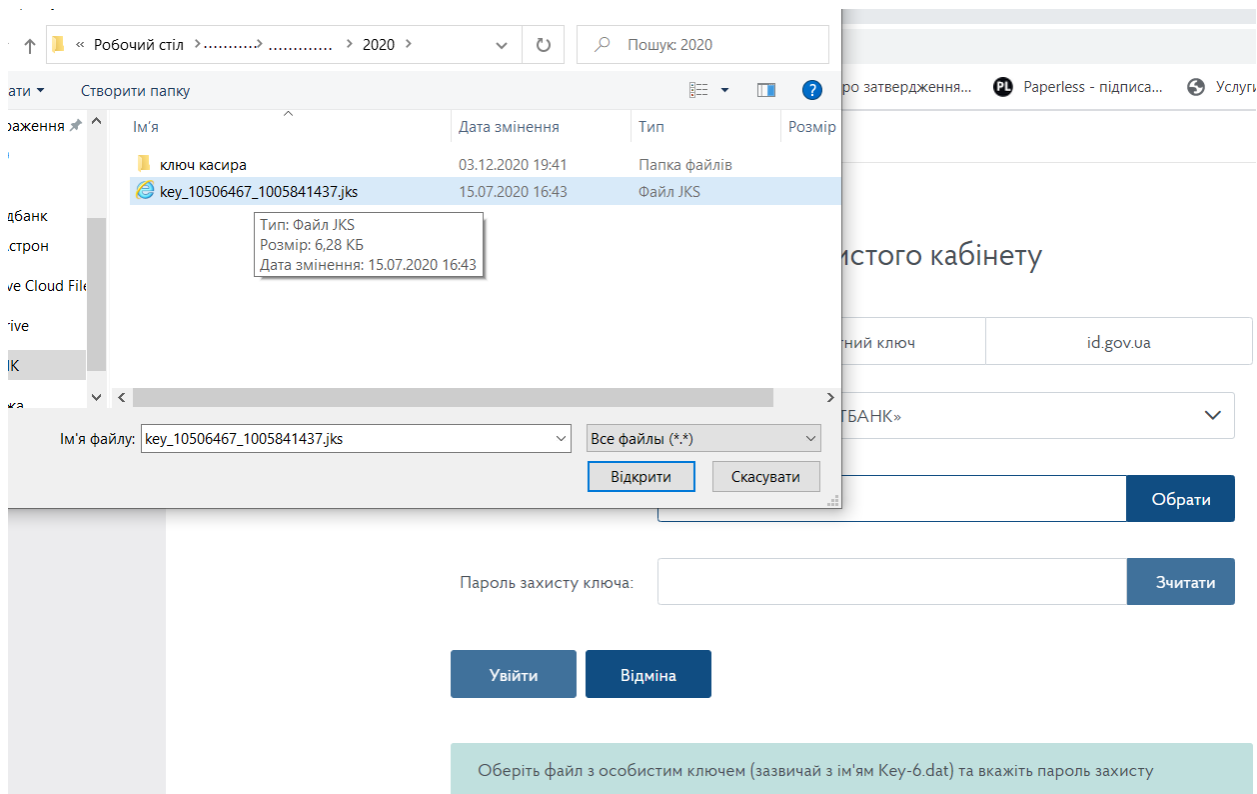 « Робочий стіл > ...........> ............. > 2020 >
Пошук: 2020
ати
Створити папку
?
ро затвердження...
PL Paperless - підписа...
Услуги
раження
Ім'я
Дата змінення
Тип
Розмір
ключ касира
03.12.2020 19:41
Папка файлів
key_10506467_1005841437.jks
15.07.2020 16:43
Файл JKS
Тип: Файл JKS
Розмір: 6,28 КБ
Дата змінення: 15.07.2020 16:43
дбанк
.строн
ve Cloud File
rive
ІК
жа
истого кабінету
тний ключ
id.gov.ua
ТБАНК»
Ім'я файлу:
key_10506467_1005841437.jks
Все файлы (*.*)
Відкрити
Скасувати
Обрати
Пароль захисту ключа:
Зчитати
Увійти
Відміна
Оберіть файл з особистим ключем (зазвичай з ім'ям Key-6.dat) та вкажіть пароль захисту